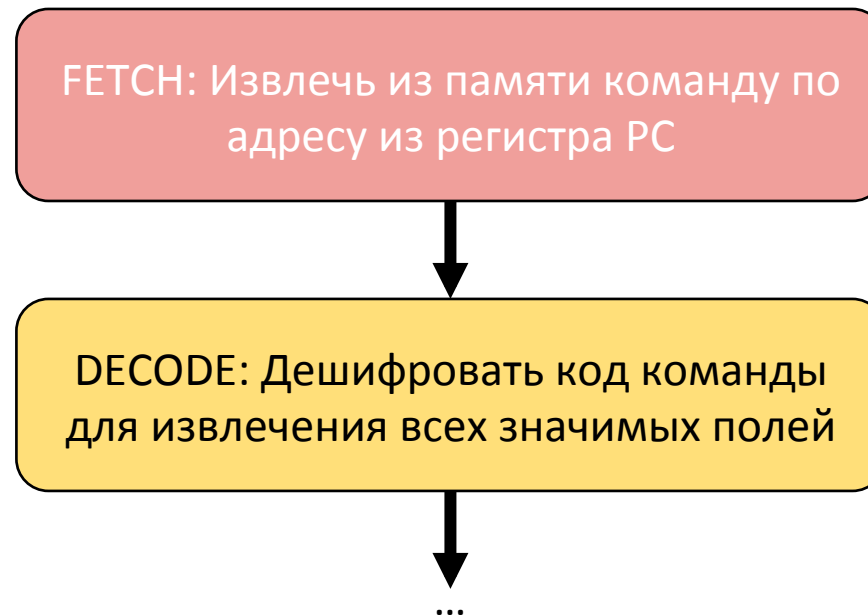 FETCH: Извлечь из памяти команду по
адресу из регистра PC
DECODE: Дешифровать код команды
для извлечения всех значимых полей
...